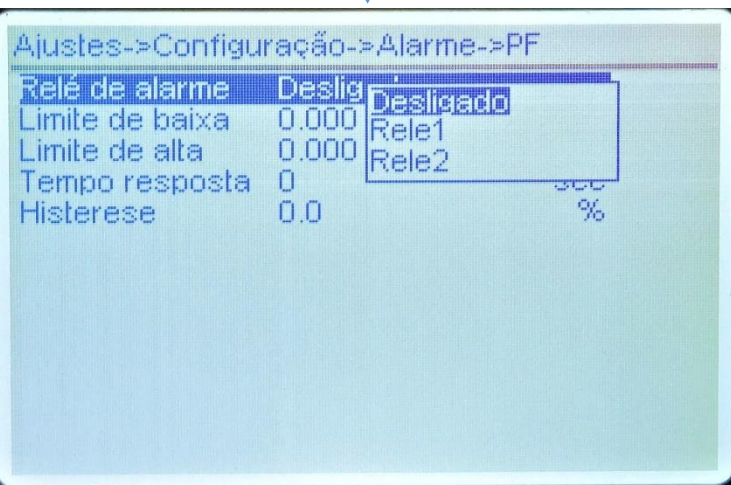 Ajustes->Configuração->Alarme->PF
Relé de alarme Deslig
Desligado
Rele1
Rele2
Limite de baixa 0.000
Limite de alta 0.000
Tempo resposta 0 sec
Histerese 0.0 %